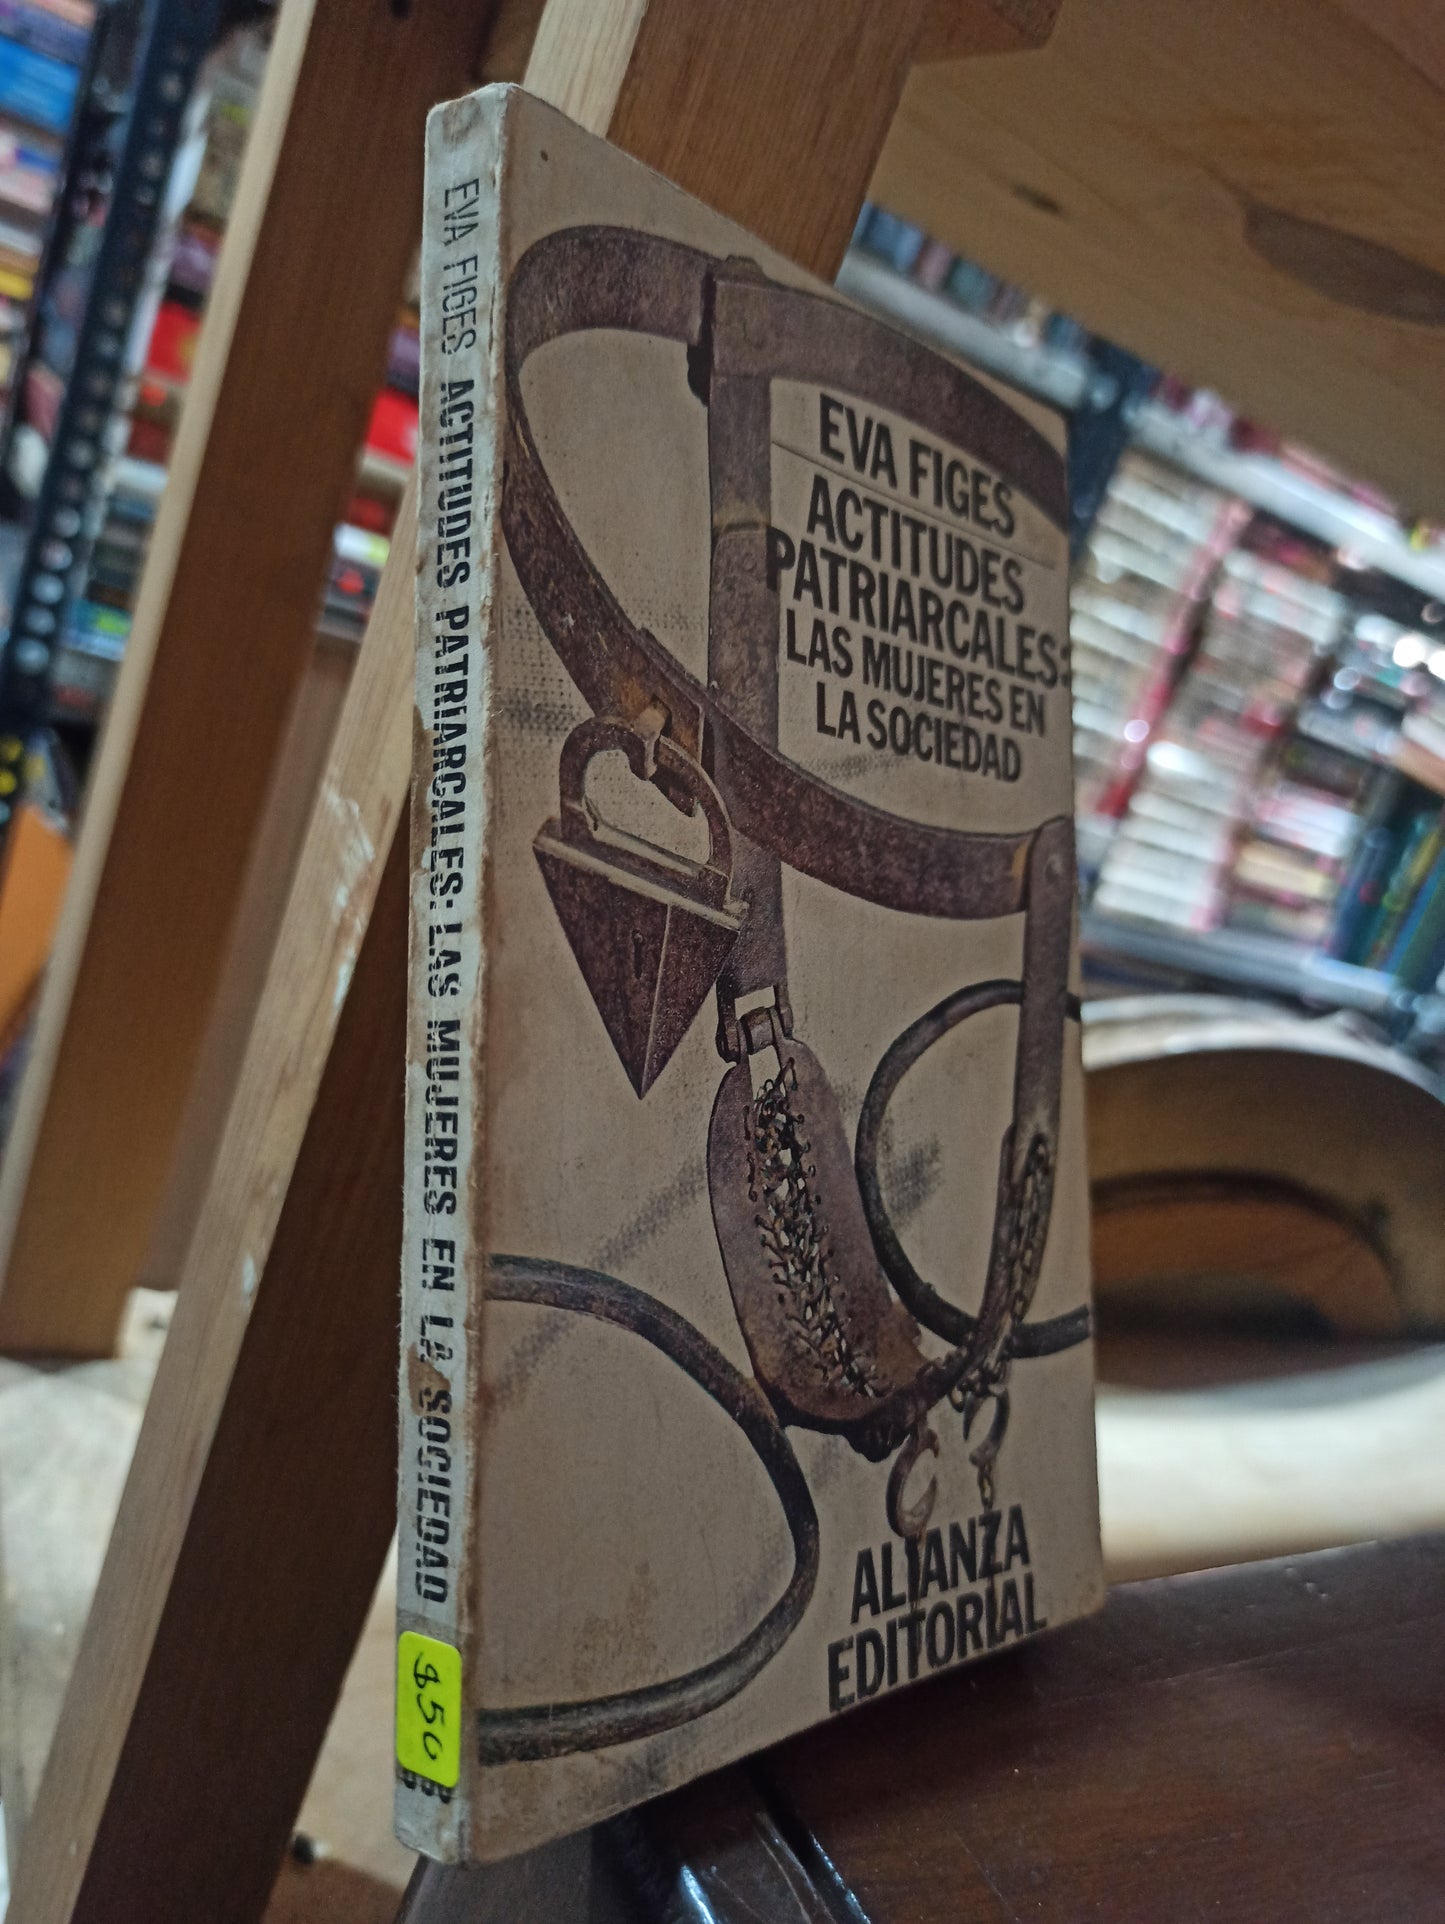 EVA FIGES ACTITUDES PATRIARCALES: LAS MUJERES EN LA SOCIEDAD
$50
EVA FIGES
ACTITUDES
PATRIARCALES:
LAS MUJERES EN
LA SOCIEDAD
ALIANZA
EDITORIAL